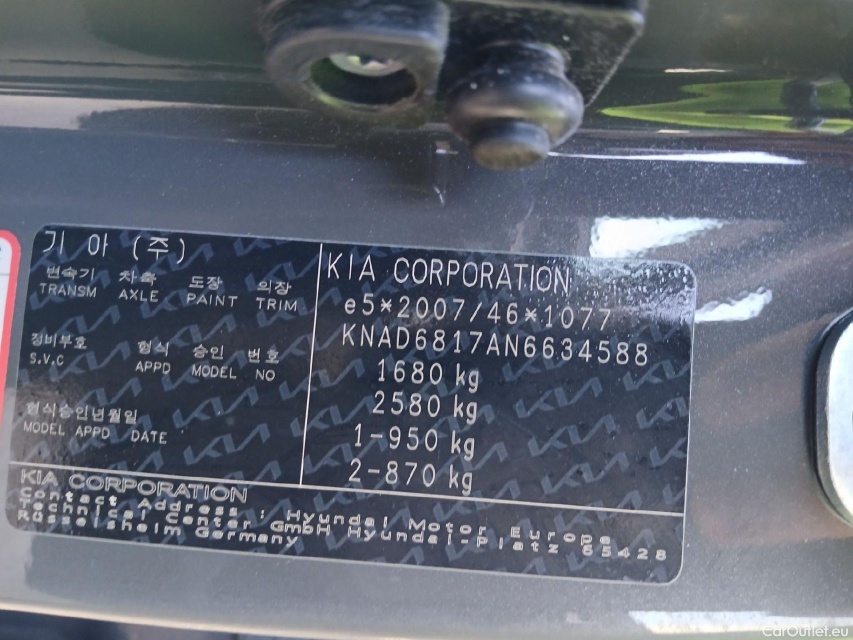 기 아 (주)
변속기 차축 도장 의장
TRANSM AXLE PAINT TRIM
정비부호 형식 승인 번호
S.V.C APPD MODEL NO
형식승인년월일
MODEL APPD DATE
KIA CORPORATION
e5*2007/46*1077
KNAD6817AN6634588
1680 kg
2580 kg
1-950 kg
2-870 kg
KIA CORPORATION
Contact Address : Hyundai Motor Europe
Technical Center GmbH Hyundai-Platz 65428
Rüsselsheim Germany
CarOutlet.eu